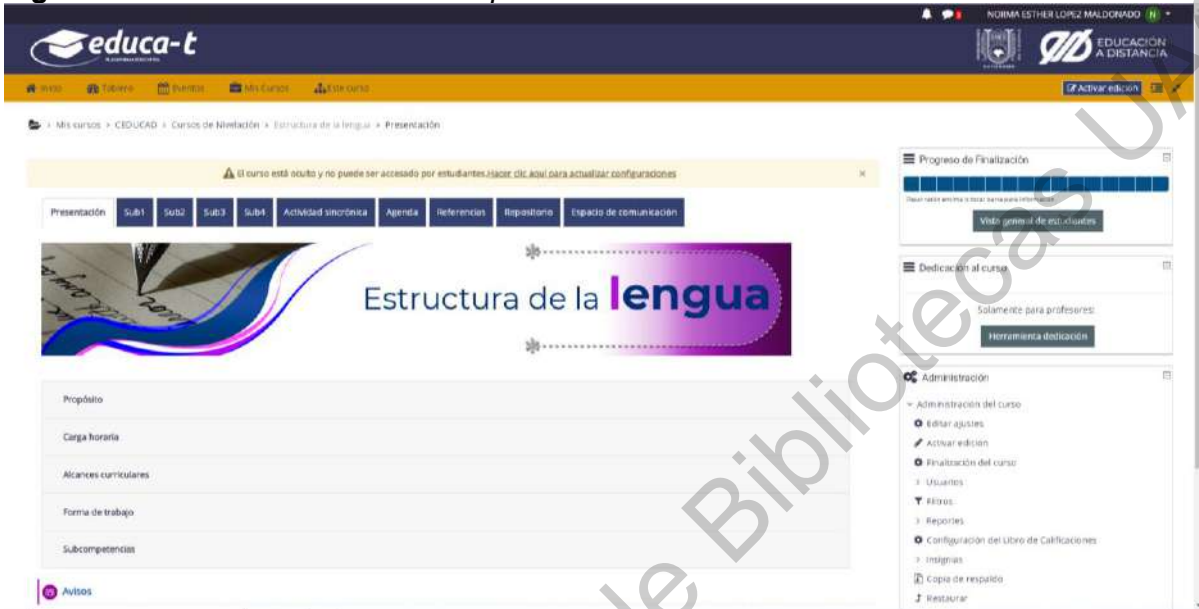 NORMA ESTHER LOPEZ MALDONADO N
educa-t
EDUCACIÓN
A DISTANCIA
Inicio Tablero Eventos Mis Cursos Este curso
Activar edición
Mis cursos > CEDUCAD > Cursos de Nivelación > Estructura de la lengua > Presentación
El curso está oculto y no puede ser accesado por estudiantes.Hacer clic aquí para actualizar configuraciones ×
Presentación Sub1 Sub2 Sub3 Sub4 Actividad sincrónica Agenda Referencias Repositorio Espacio de comunicación
Estructura de la lengua
Propósito
Carga horaria
Alcances curriculares
Forma de trabajo
Subcompetencias
Avisos
Progreso de Finalización
Vista general de estudiantes
Dedicación al curso
Solamente para profesores:
Herramienta dedicación
Administración
Administración del curso
Editar ajustes
Activar edición
Finalización del curso
Usuarios
Filtros
Reportes
Configuración del Libro de Calificaciones
Insignias
Copia de respaldo
Restaurar
de Bibliotecas UA